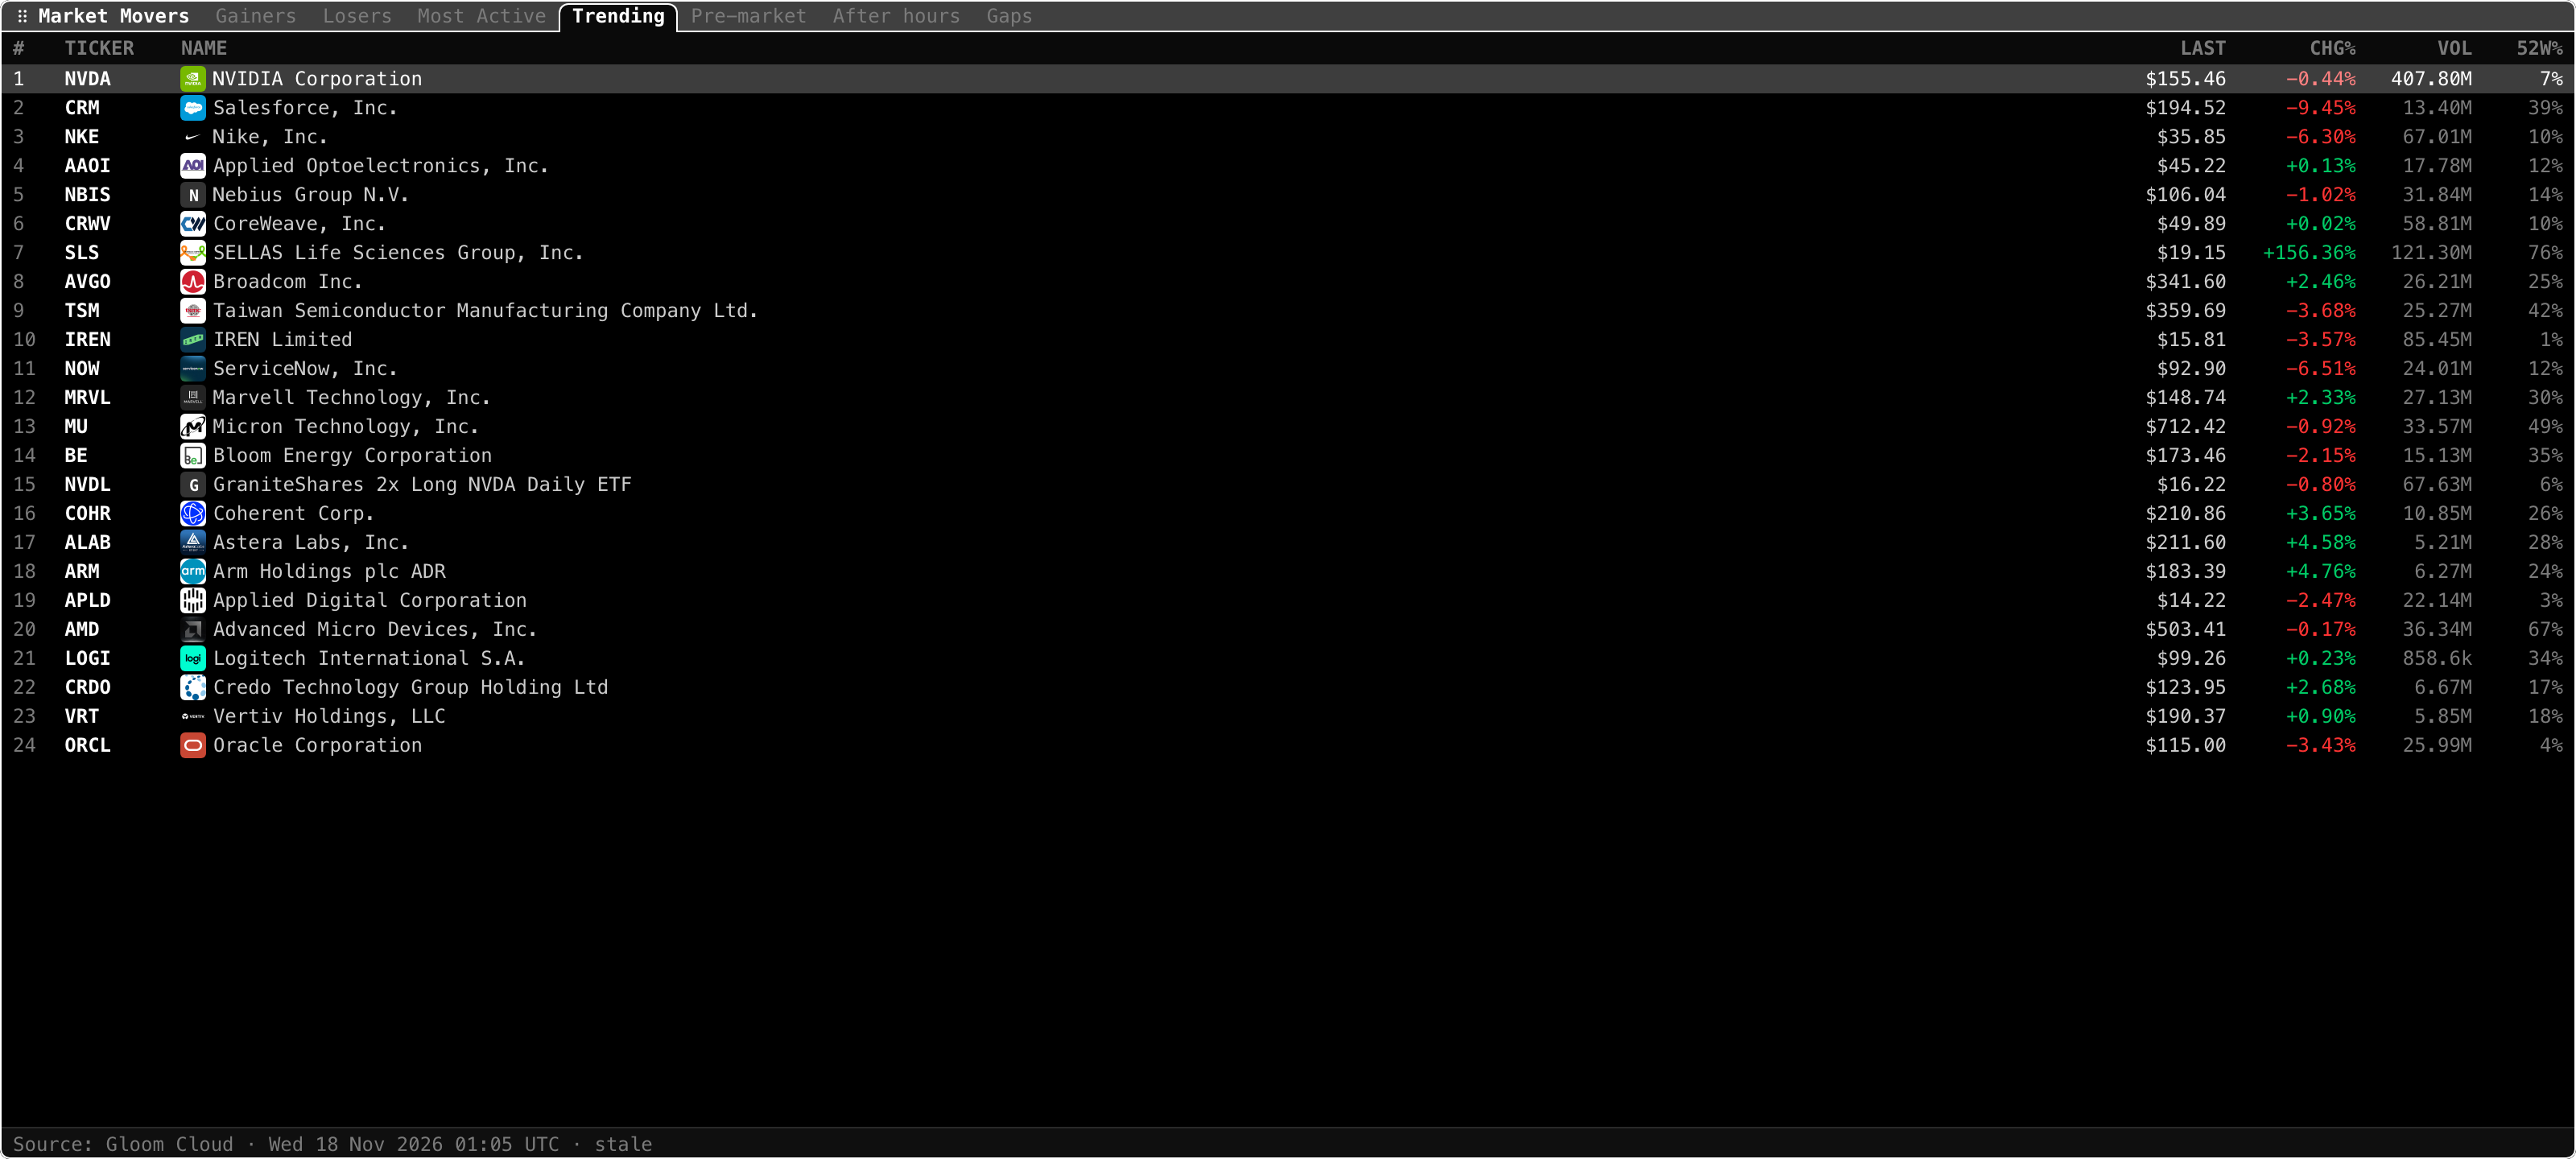 ⠿ Market Movers Gainers Losers Most Active Trending Pre-market After hours Gaps
# TICKER NAME LAST CHG% VOL 52W%
1 NVDA NVIDIA Corporation $155.46 −0.44% 407.80M 7%
2 CRM Salesforce, Inc. $194.52 −9.45% 13.40M 39%
3 NKE Nike, Inc. $35.85 −6.30% 67.01M 10%
4 AAOI AOI Applied Optoelectronics, Inc. $45.22 +0.13% 17.78M 12%
5 NBIS N Nebius Group N.V. $106.04 −1.02% 31.84M 14%
6 CRWV CW CoreWeave, Inc. $49.89 +0.02% 58.81M 10%
7 SLS SELLAS Life Sciences Group, Inc. $19.15 +156.36% 121.30M 76%
8 AVGO Broadcom Inc. $341.60 +2.46% 26.21M 25%
9 TSM Taiwan Semiconductor Manufacturing Company Ltd. $359.69 −3.68% 25.27M 42%
10 IREN IREN Limited $15.81 −3.57% 85.45M 1%
11 NOW ServiceNow, Inc. $92.90 −6.51% 24.01M 12%
12 MRVL Marvell Technology, Inc. $148.74 +2.33% 27.13M 30%
13 MU Micron Technology, Inc. $712.42 −0.92% 33.57M 49%
14 BE Be Bloom Energy Corporation $173.46 −2.15% 15.13M 35%
15 NVDL G GraniteShares 2x Long NVDA Daily ETF $16.22 −0.80% 67.63M 6%
16 COHR Coherent Corp. $210.86 +3.65% 10.85M 26%
17 ALAB Astera Labs, Inc. $211.60 +4.58% 5.21M 28%
18 ARM arm Arm Holdings plc ADR $183.39 +4.76% 6.27M 24%
19 APLD Applied Digital Corporation $14.22 −2.47% 22.14M 3%
20 AMD Advanced Micro Devices, Inc. $503.41 −0.17% 36.34M 67%
21 LOGI logi Logitech International S.A. $99.26 +0.23% 858.6k 34%
22 CRDO Credo Technology Group Holding Ltd $123.95 +2.68% 6.67M 17%
23 VRT Vertiv Holdings, LLC $190.37 +0.90% 5.85M 18%
24 ORCL Oracle Corporation $115.00 −3.43% 25.99M 4%
Source: Gloom Cloud · Wed 18 Nov 2026 01:05 UTC · stale